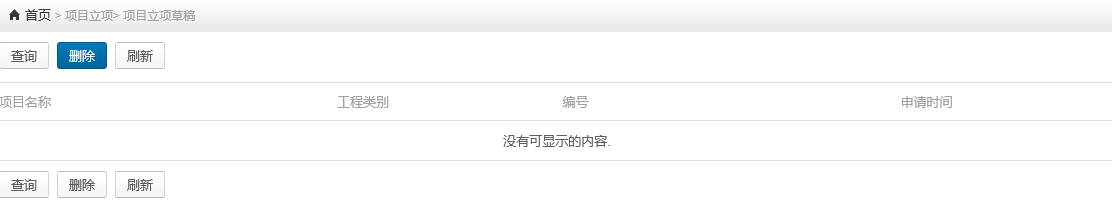 首页 > 项目立项> 项目立项草稿
查询 删除 刷新
项目名称 工程类别 编号 申请时间
没有可显示的内容.
查询 删除 刷新